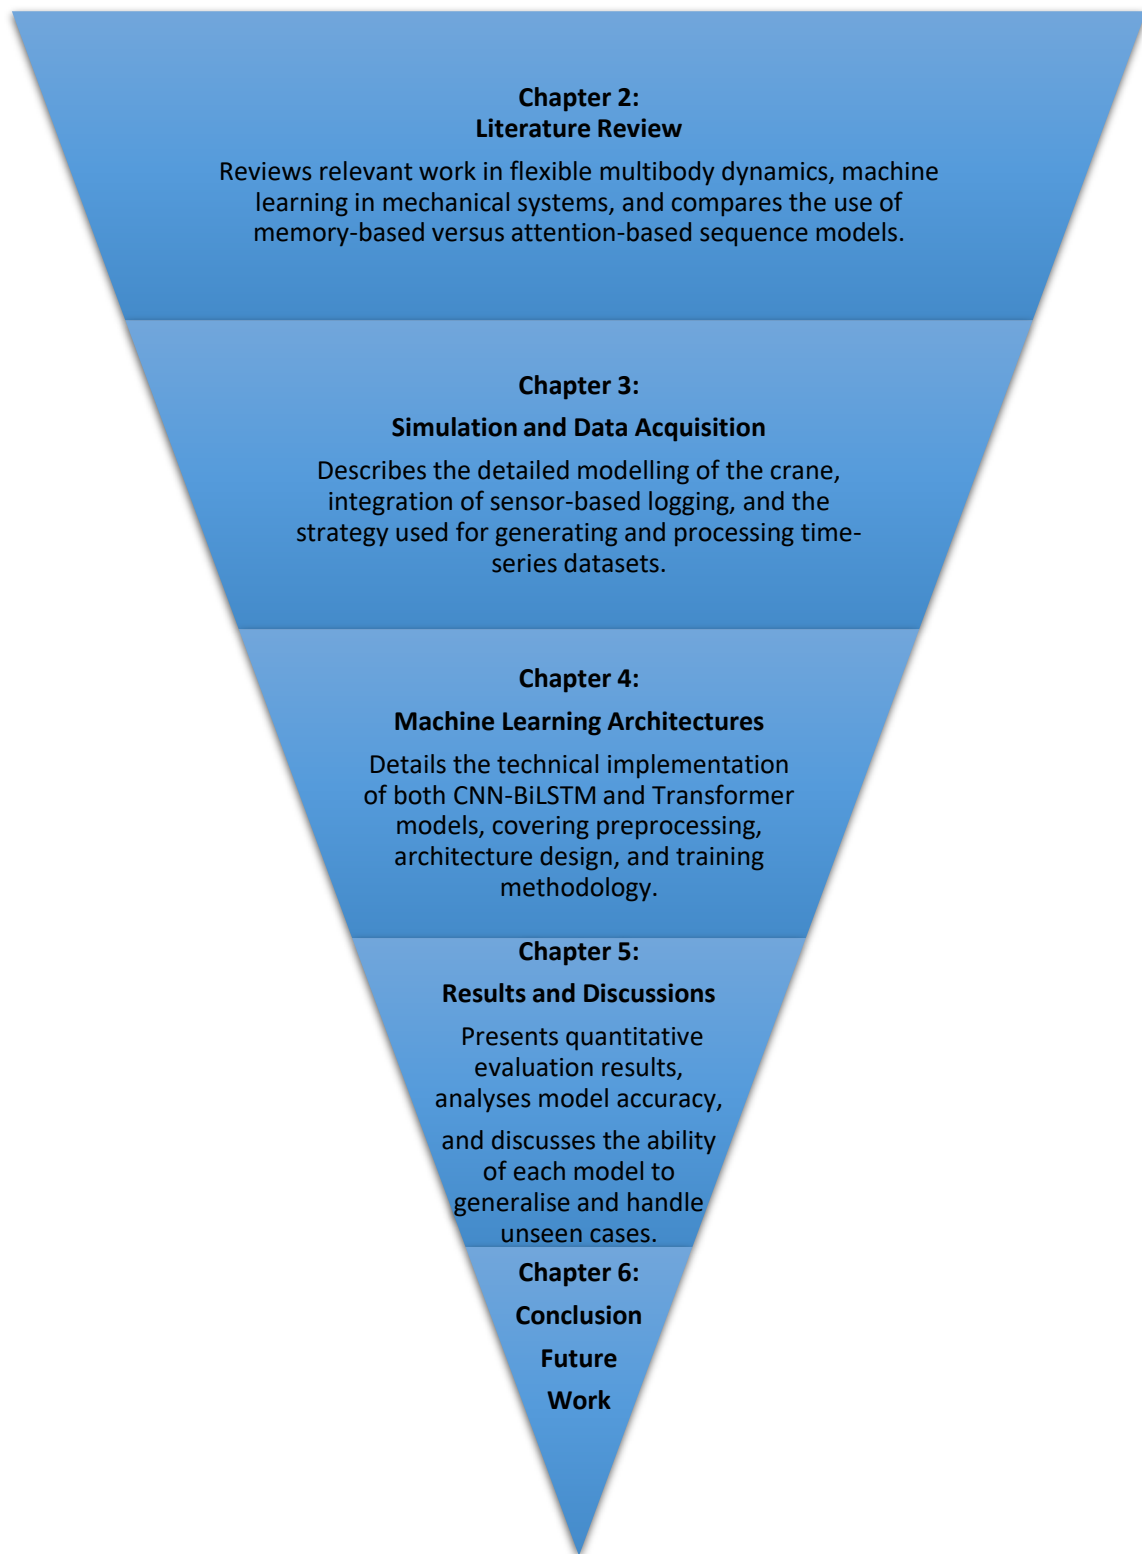 Chapter 2:
Literature Review
Reviews relevant work in flexible multibody dynamics, machine
learning in mechanical systems, and compares the use of
memory-based versus attention-based sequence models.
Chapter 3:
Simulation and Data Acquisition
Describes the detailed modelling of the crane,
integration of sensor-based logging, and the
strategy used for generating and processing time-
series datasets.
Chapter 4:
Machine Learning Architectures
Details the technical implementation
of both CNN-BiLSTM and Transformer
models, covering preprocessing,
architecture design, and training
methodology.
Chapter 5:
Results and Discussions
Presents quantitative
evaluation results,
analyses model accuracy,
and discusses the ability
of each model to
generalise and handle
unseen cases.
Chapter 6:
Conclusion
Future
Work